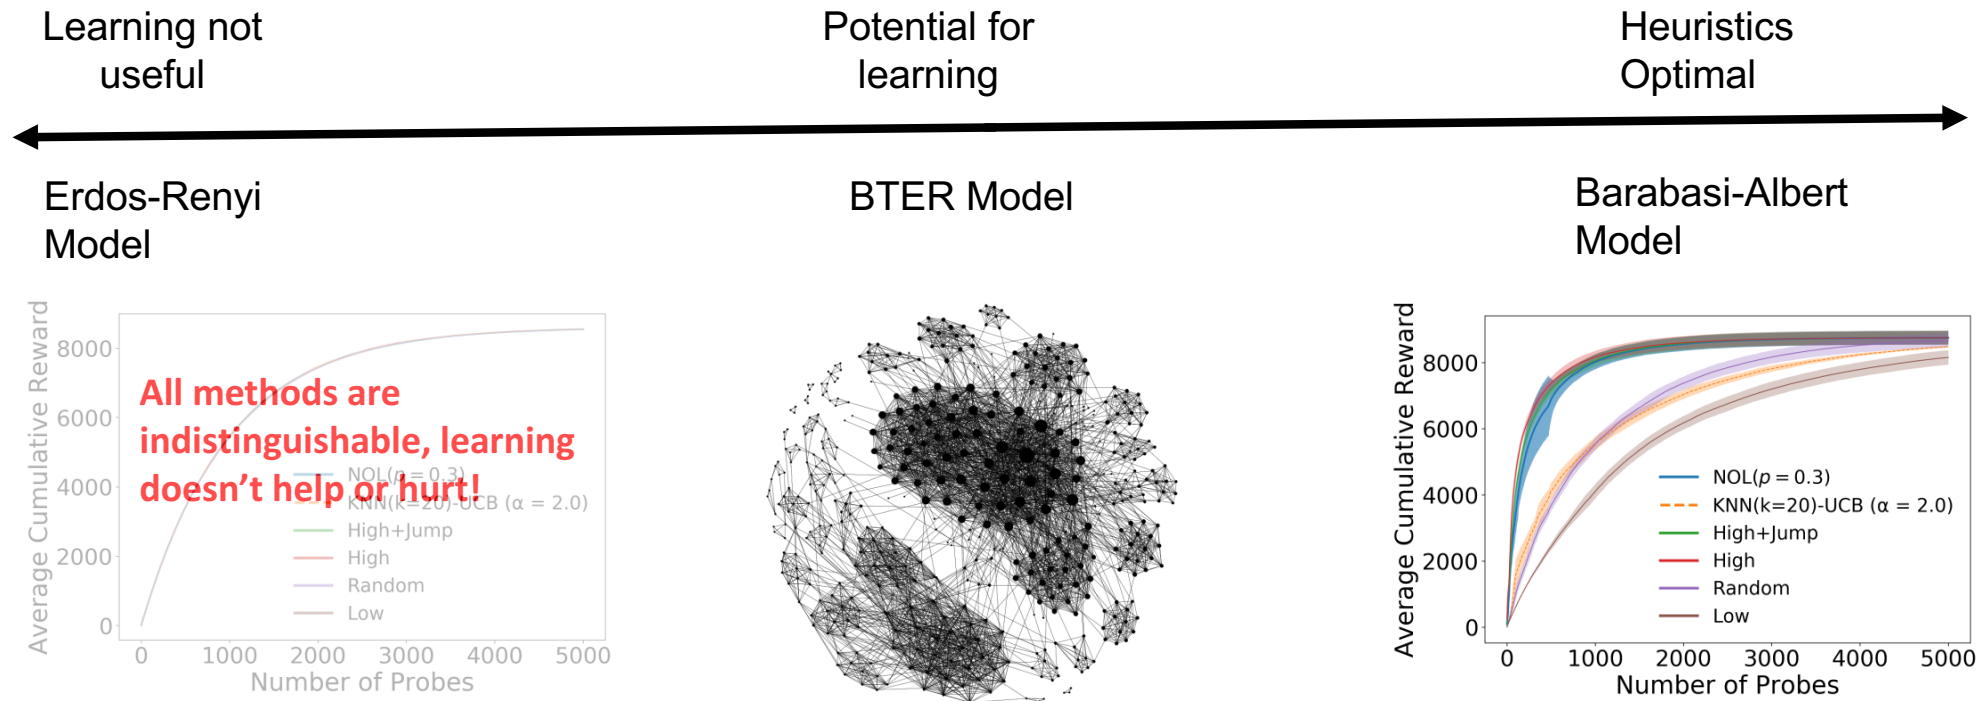 Learning not
useful
Potential for
learning
Heuristics
Optimal
Erdos-Renyi
Model
BTER Model
Barabasi-Albert
Model
Average Cumulative Reward
8000
6000
4000
2000
0
All methods are
indistinguishable, learning
doesn't help or hurt!
NOL(p = 0.3)
KNN(k=20)-UCB (α = 2.0)
High+Jump
High
Random
Low
0 1000 2000 3000 4000 5000
Number of Probes
Average Cumulative Reward
8000
6000
4000
2000
0
NOL(p = 0.3)
KNN(k=20)-UCB (α = 2.0)
High+Jump
High
Random
Low
0 1000 2000 3000 4000 5000
Number of Probes